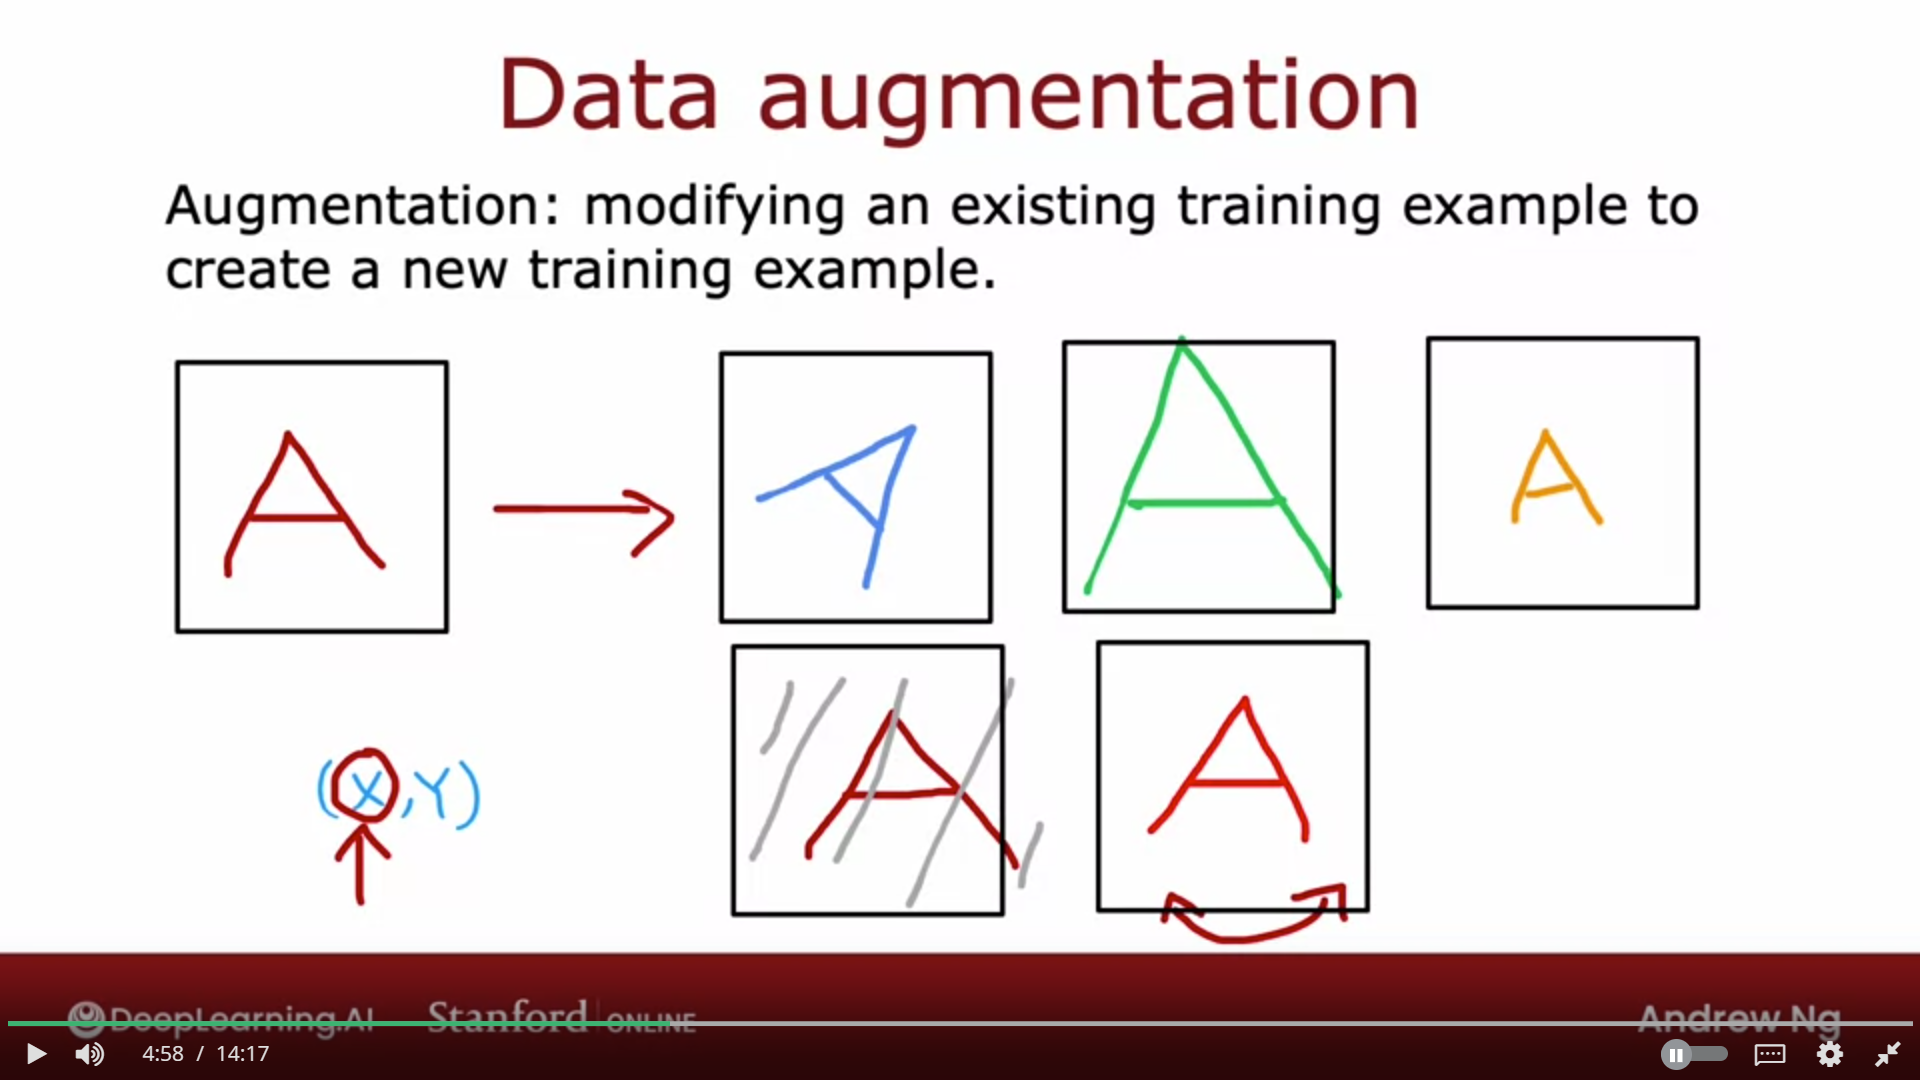 Data augmentation
Augmentation: modifying an existing training example to
create a new training example.
A
A
A
A
(X,Y)
A
A
DeepLearning.AI
Stanford ONLINE
Andrew Ng
4:58 / 14:17